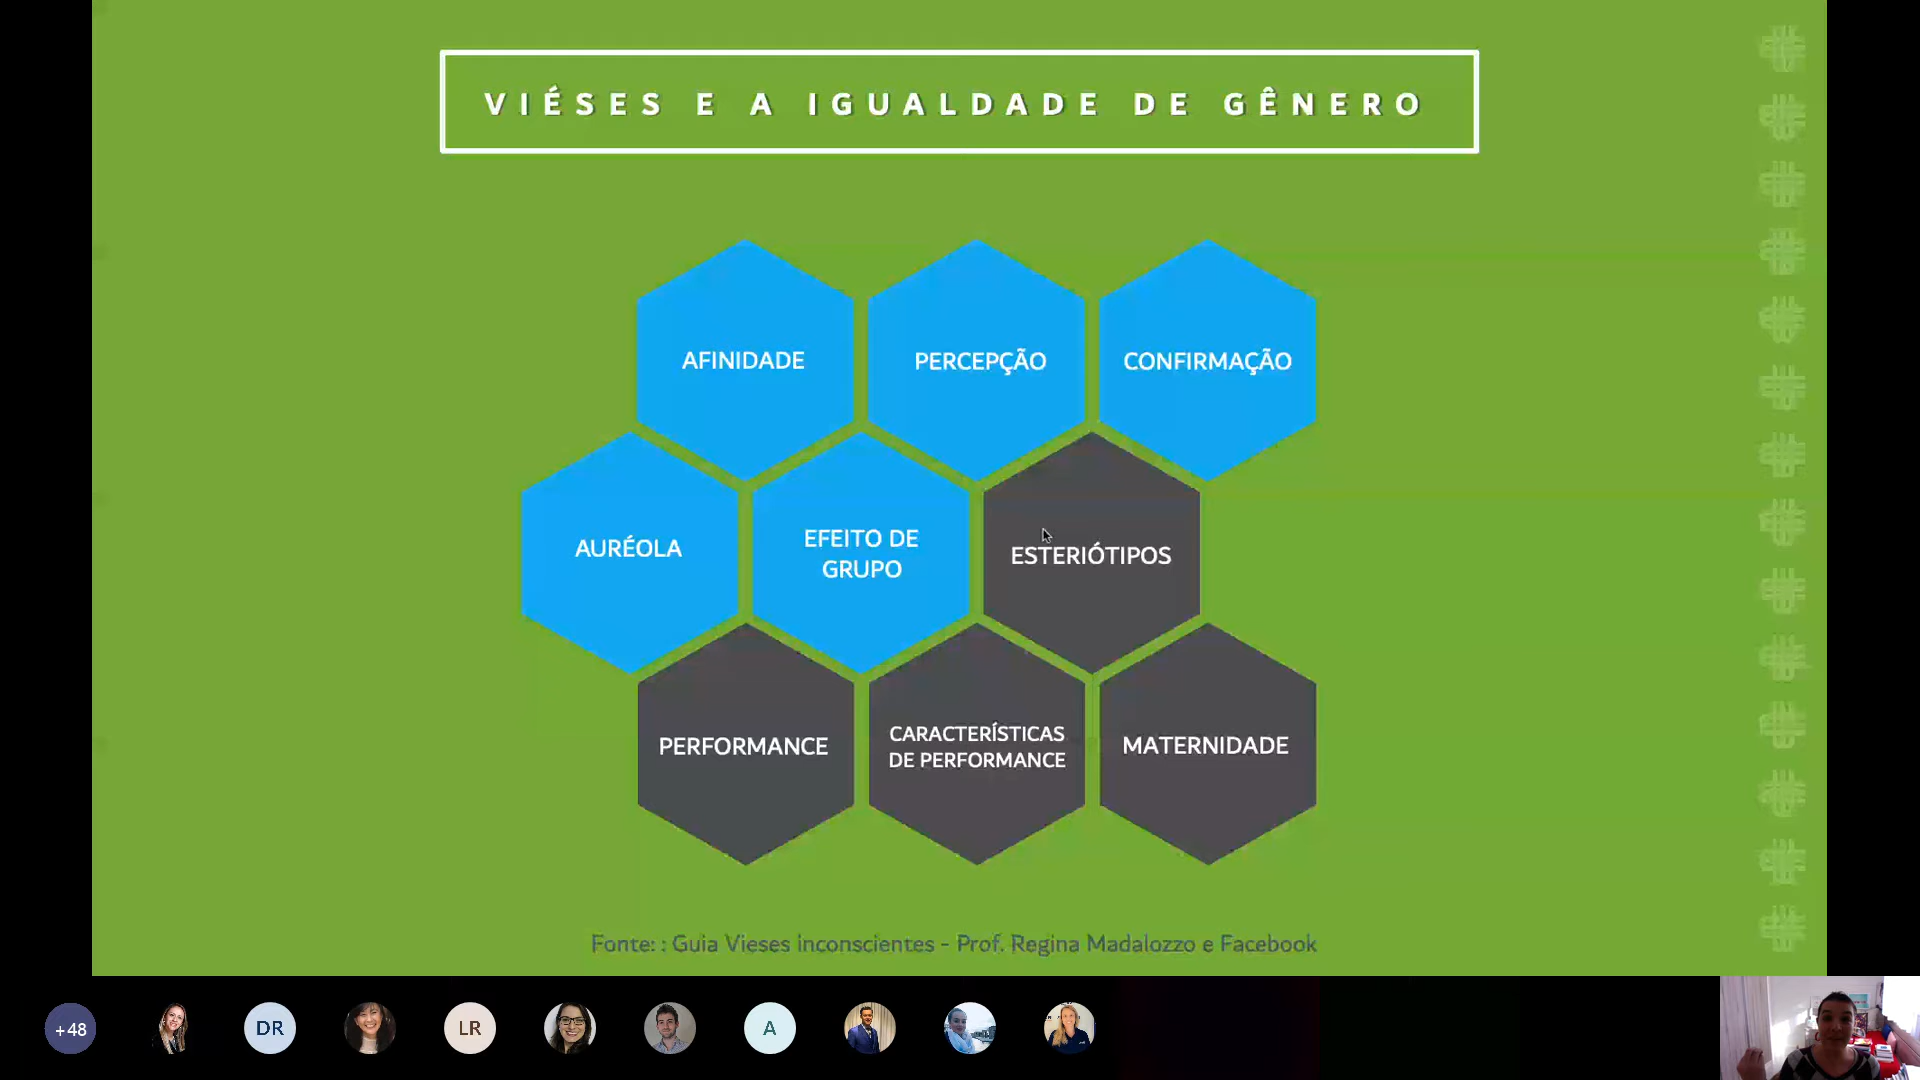 VIÉSES E A IGUALDADE DE GÊNERO
AFINIDADE
PERCEPÇÃO
CONFIRMAÇÃO
AURÉOLA
EFEITO DE
GRUPO
ESTERIÓTIPOS
PERFORMANCE
CARACTERÍSTICAS
DE PERFORMANCE
MATERNIDADE
Fonte: : Guia Vieses inconscientes - Prof. Regina Madalozzo e Facebook
+48
DR
LR
A